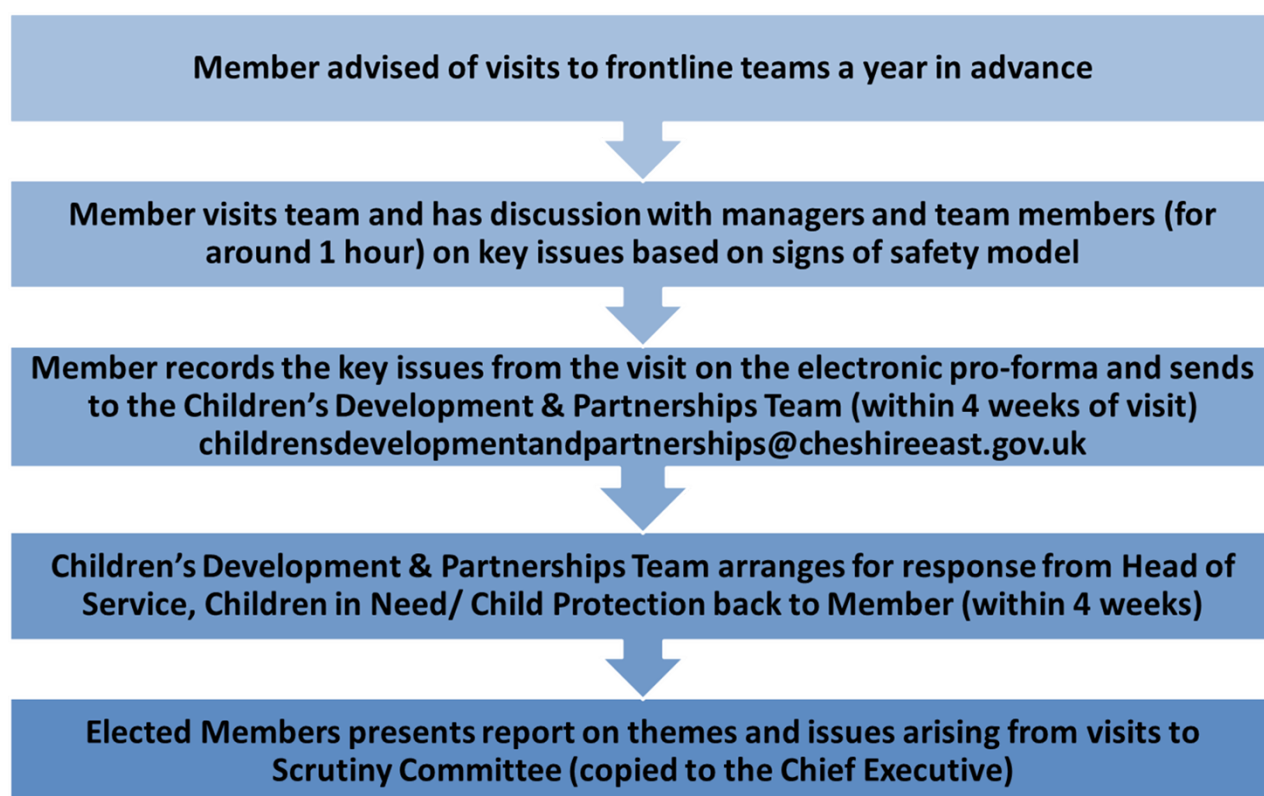 Member advised of visits to frontline teams a year in advance
Member visits team and has discussion with managers and team members (for
around 1 hour) on key issues based on signs of safety model
Member records the key issues from the visit on the electronic pro-forma and sends
to the Children’s Development & Partnerships Team (within 4 weeks of visit)
childrensdevelopmentandpartnerships@cheshireeast.gov.uk
Children’s Development & Partnerships Team arranges for response from Head of
Service, Children in Need/ Child Protection back to Member (within 4 weeks)
Elected Members presents report on themes and issues arising from visits to
Scrutiny Committee (copied to the Chief Executive)